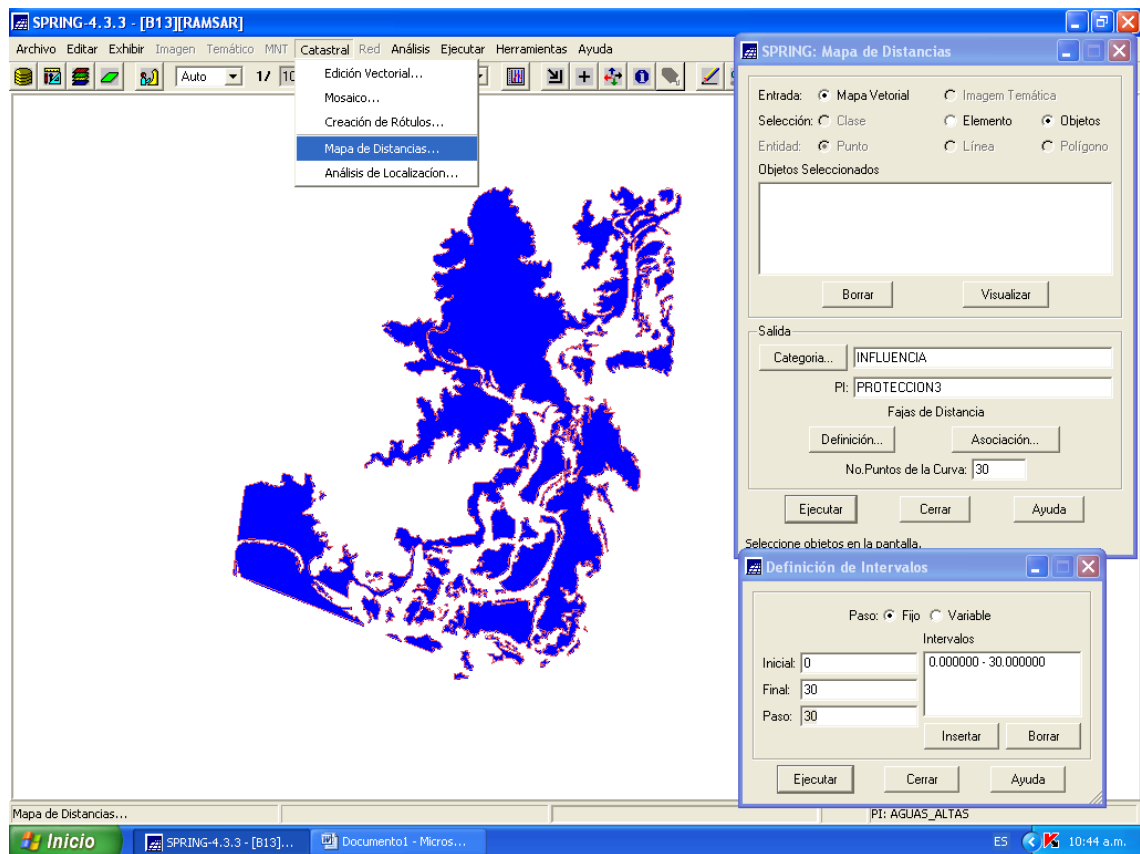 SPRING-4.3.3 - [B13][RAMSAR]
Archivo Editar Exhibir Imagen Temático MNT Catastral Red Análisis Ejecutar Herramientas Ayuda
Auto 1/ 10
Edición Vectorial...
Mosaico...
Creación de Rótulos...
Mapa de Distancias...
Análisis de Localizacíon...
SPRING: Mapa de Distancias
Entrada: Mapa Vetorial Imagem Temática
Selección: Clase Elemento Objetos
Entidad: Punto Línea Polígono
Objetos Seleccionados
Borrar Visualizar
Salida
Categoria... INFLUENCIA
PI: PROTECCION3
Fajas de Distancia
Definición... Asociación...
No.Puntos de la Curva: 30
Ejecutar Cerrar Ayuda
Seleccione objetos en la pantalla.
Definición de Intervalos
Paso: Fijo Variable
Intervalos
Inicial: 0 0.000000 - 30.000000
Final: 30
Paso: 30
Insertar Borrar
Ejecutar Cerrar Ayuda
Mapa de Distancias... PI: AGUAS_ALTAS
Inicio SPRING-4.3.3 - [B13]... Documento1 - Micros... ES 10:44 a.m.